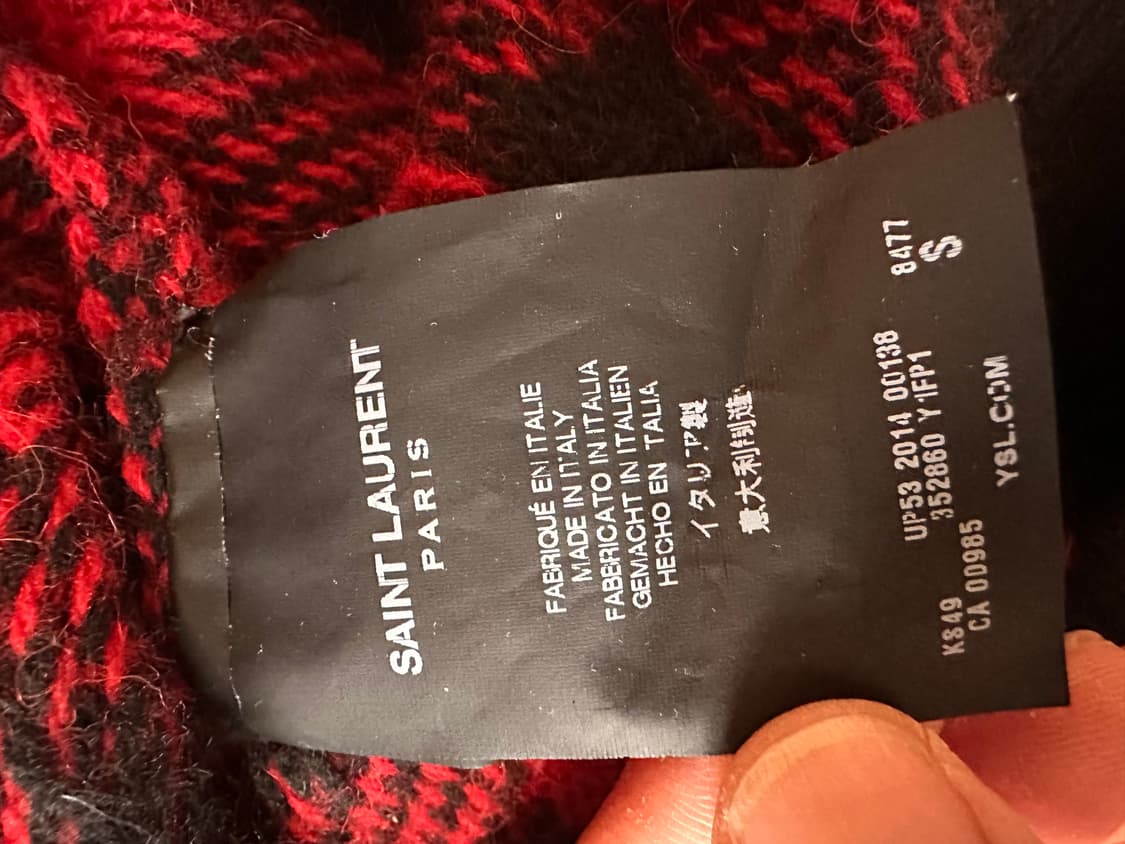 SAINT LAURENT
PARIS
FABRIQUÉ EN ITALIE
MADE IN ITALY
FABBRICATO IN ITALIA
GEMACHT IN ITALIEN
HECHO EN ITALIA
イタリア製
意大利制造
UP53 2014 00138 8477
K849 352860 Y1FP1 S
CA 00985
YSL.COM